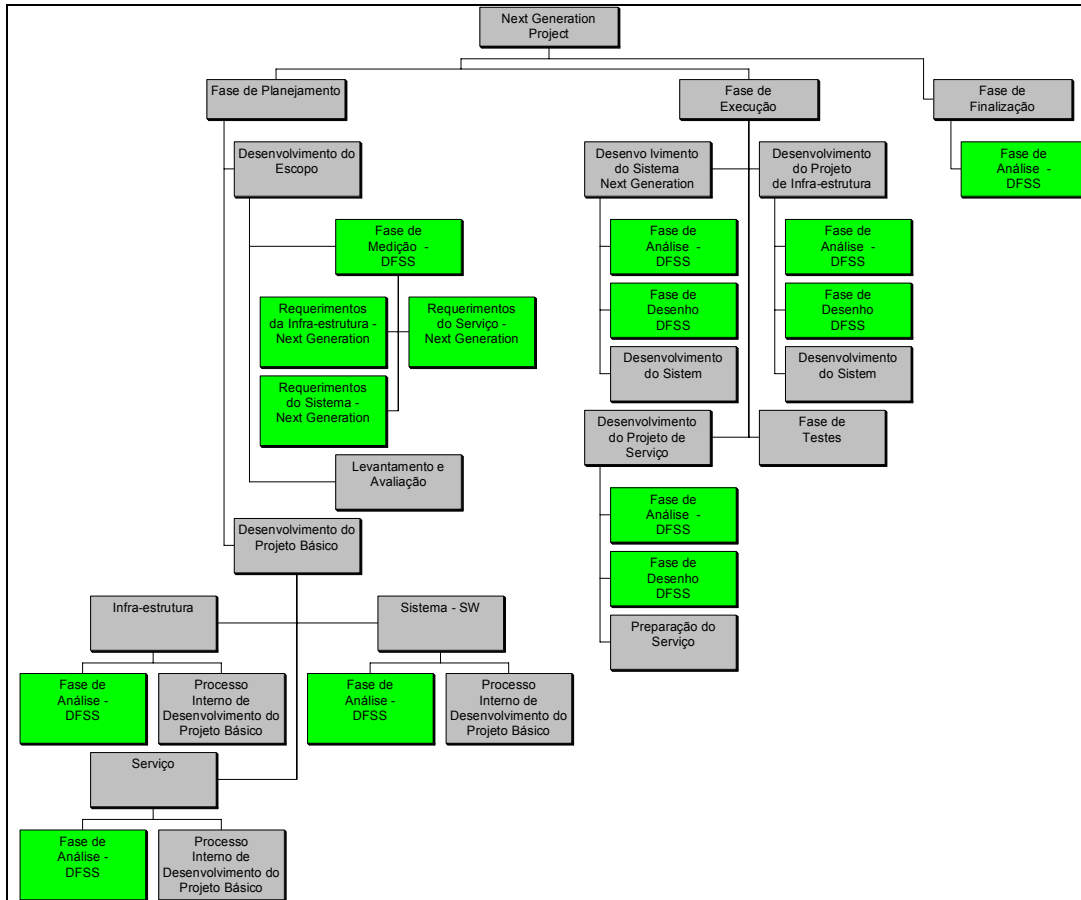 Next Generation
Project
Fase de Planejamento
Fase de
Execução
Fase de
Finalização
Desenvolvimento do
Escopo
Fase de
Medição -
DFSS
Requerimentos
da Infra-estrutura -
Next Generation
Requerimentos
do Serviço -
Next Generation
Requerimentos
do Sistema -
Next Generation
Levantamento e
Avaliação
Desenvolvimento do
Projeto Básico
Infra-estrutura
Fase de
Análise -
DFSS
Processo
Interno de
Desenvolvimento do
Projeto Básico
Sistema - SW
Fase de
Análise -
DFSS
Processo
Interno de
Desenvolvimento do
Projeto Básico
Serviço
Fase de
Análise -
DFSS
Processo
Interno de
Desenvolvimento do
Projeto Básico
Desenvo lvimento
do Sistema
Next Generation
Fase de
Análise -
DFSS
Fase de
Desenho
DFSS
Desenvolvimento
do Sistem
Desenvolvimento
do Projeto
de Infra-estrutura
Fase de
Análise -
DFSS
Fase de
Desenho
DFSS
Desenvolvimento
do Sistem
Desenvolvimento
do Projeto de
Serviço
Fase de
Análise -
DFSS
Fase de
Desenho
DFSS
Preparação do
Serviço
Fase de
Testes
Fase de
Análise -
DFSS